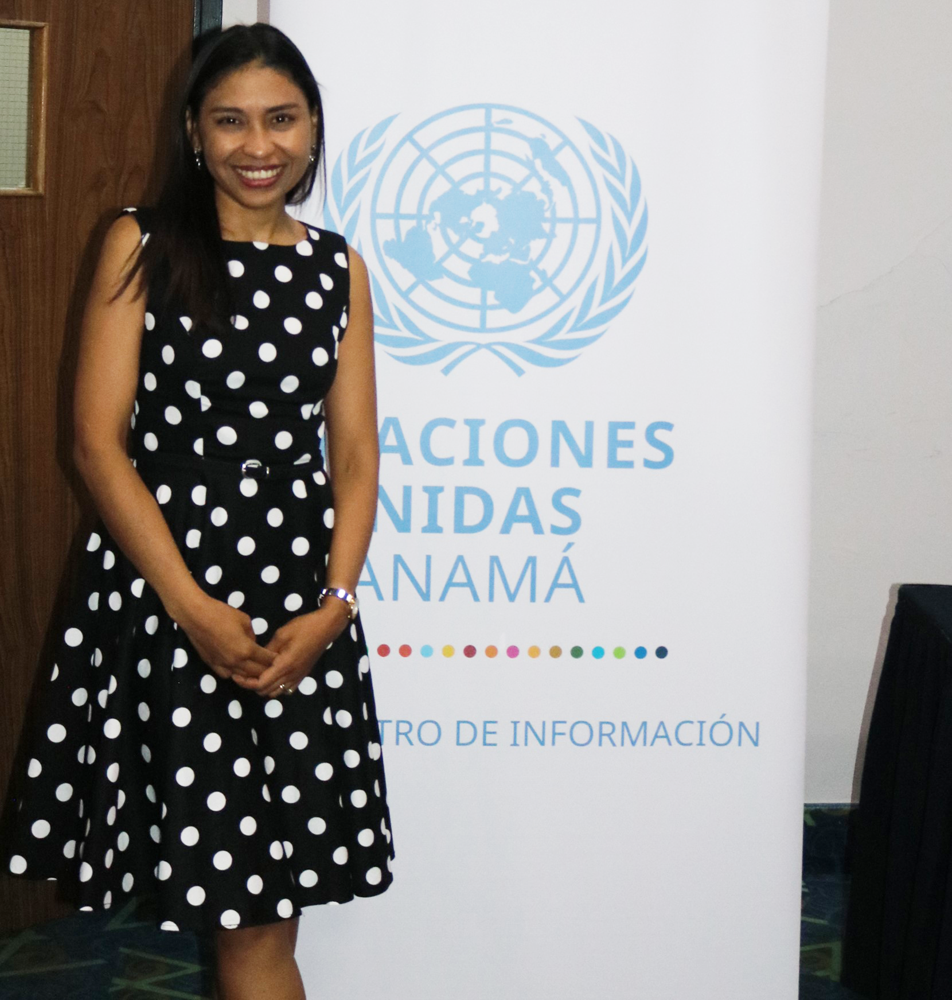 ACIONES
NIDAS
ANAMÁ
TRO DE INFORMACIÓN